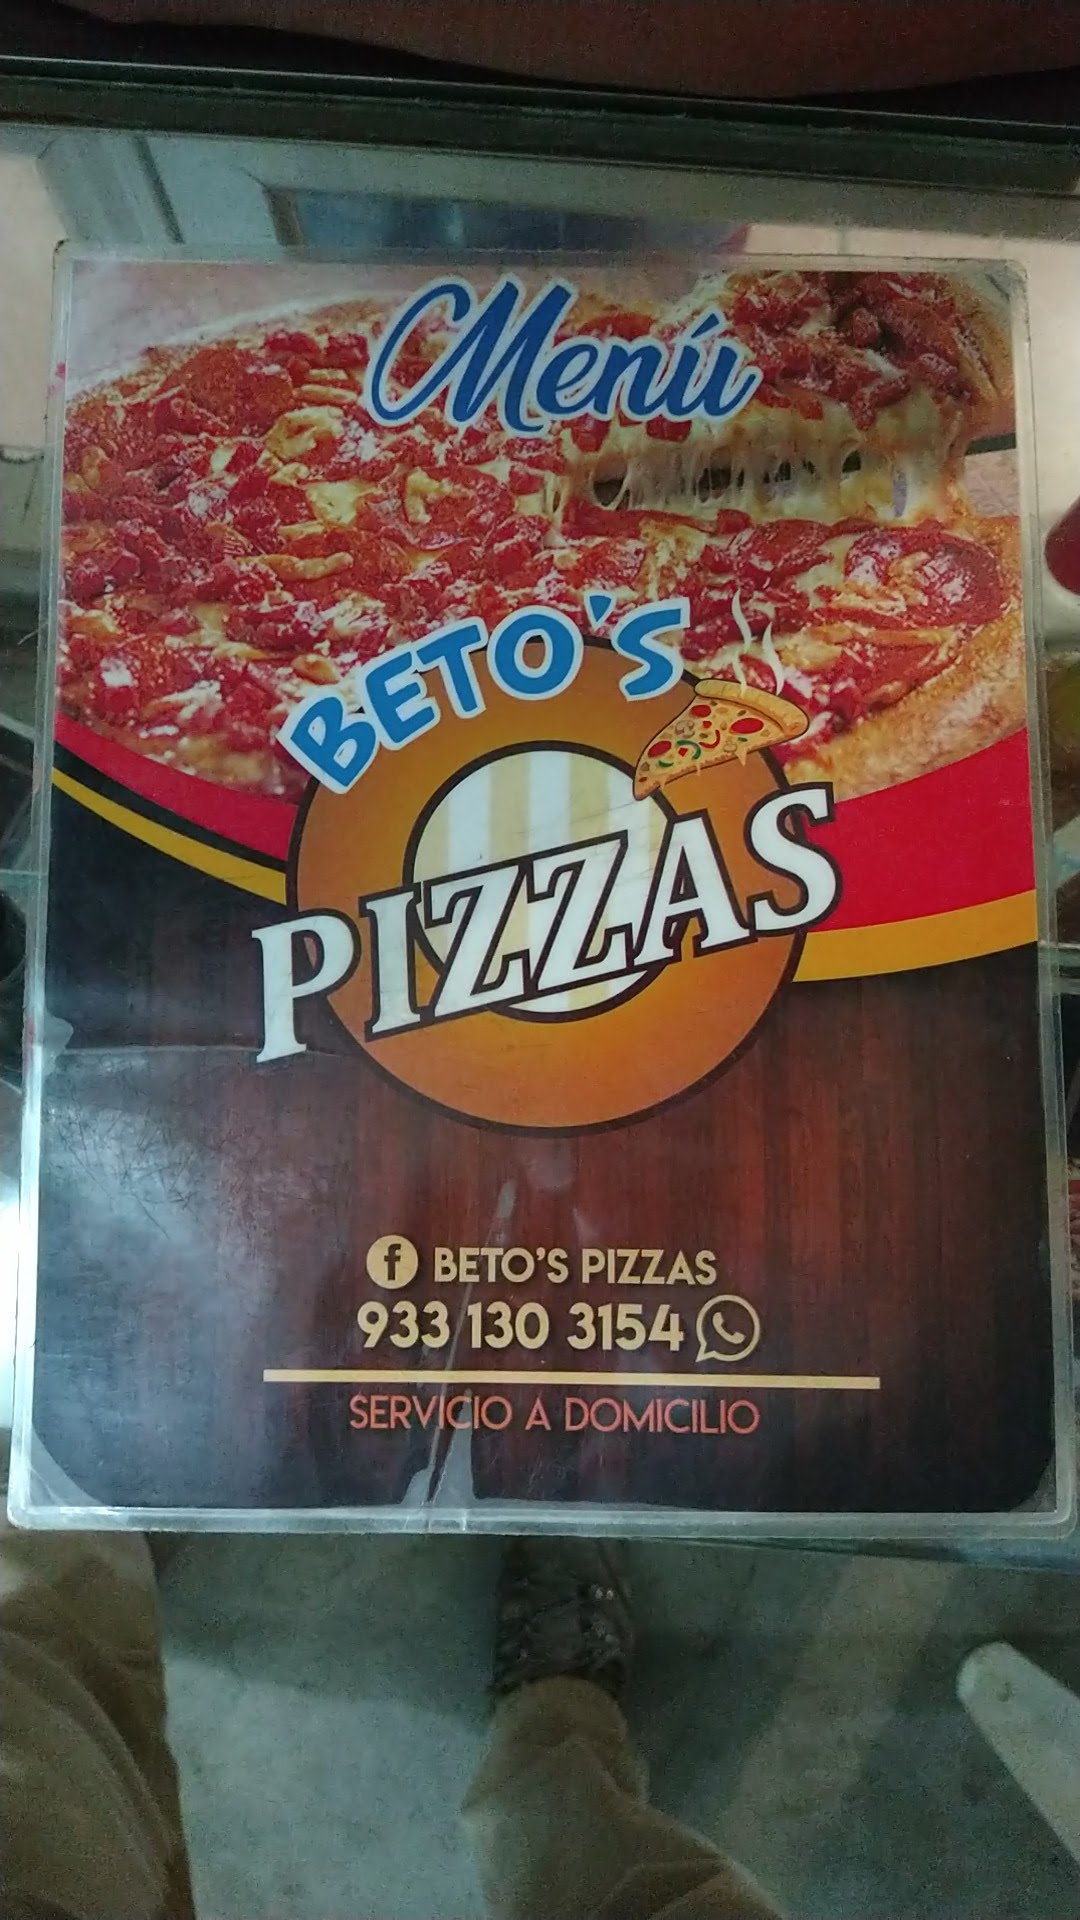 Menú
BETO'S
PIZZAS
BETO'S PIZZAS
933 130 3154
SERVICIO A DOMICILIO